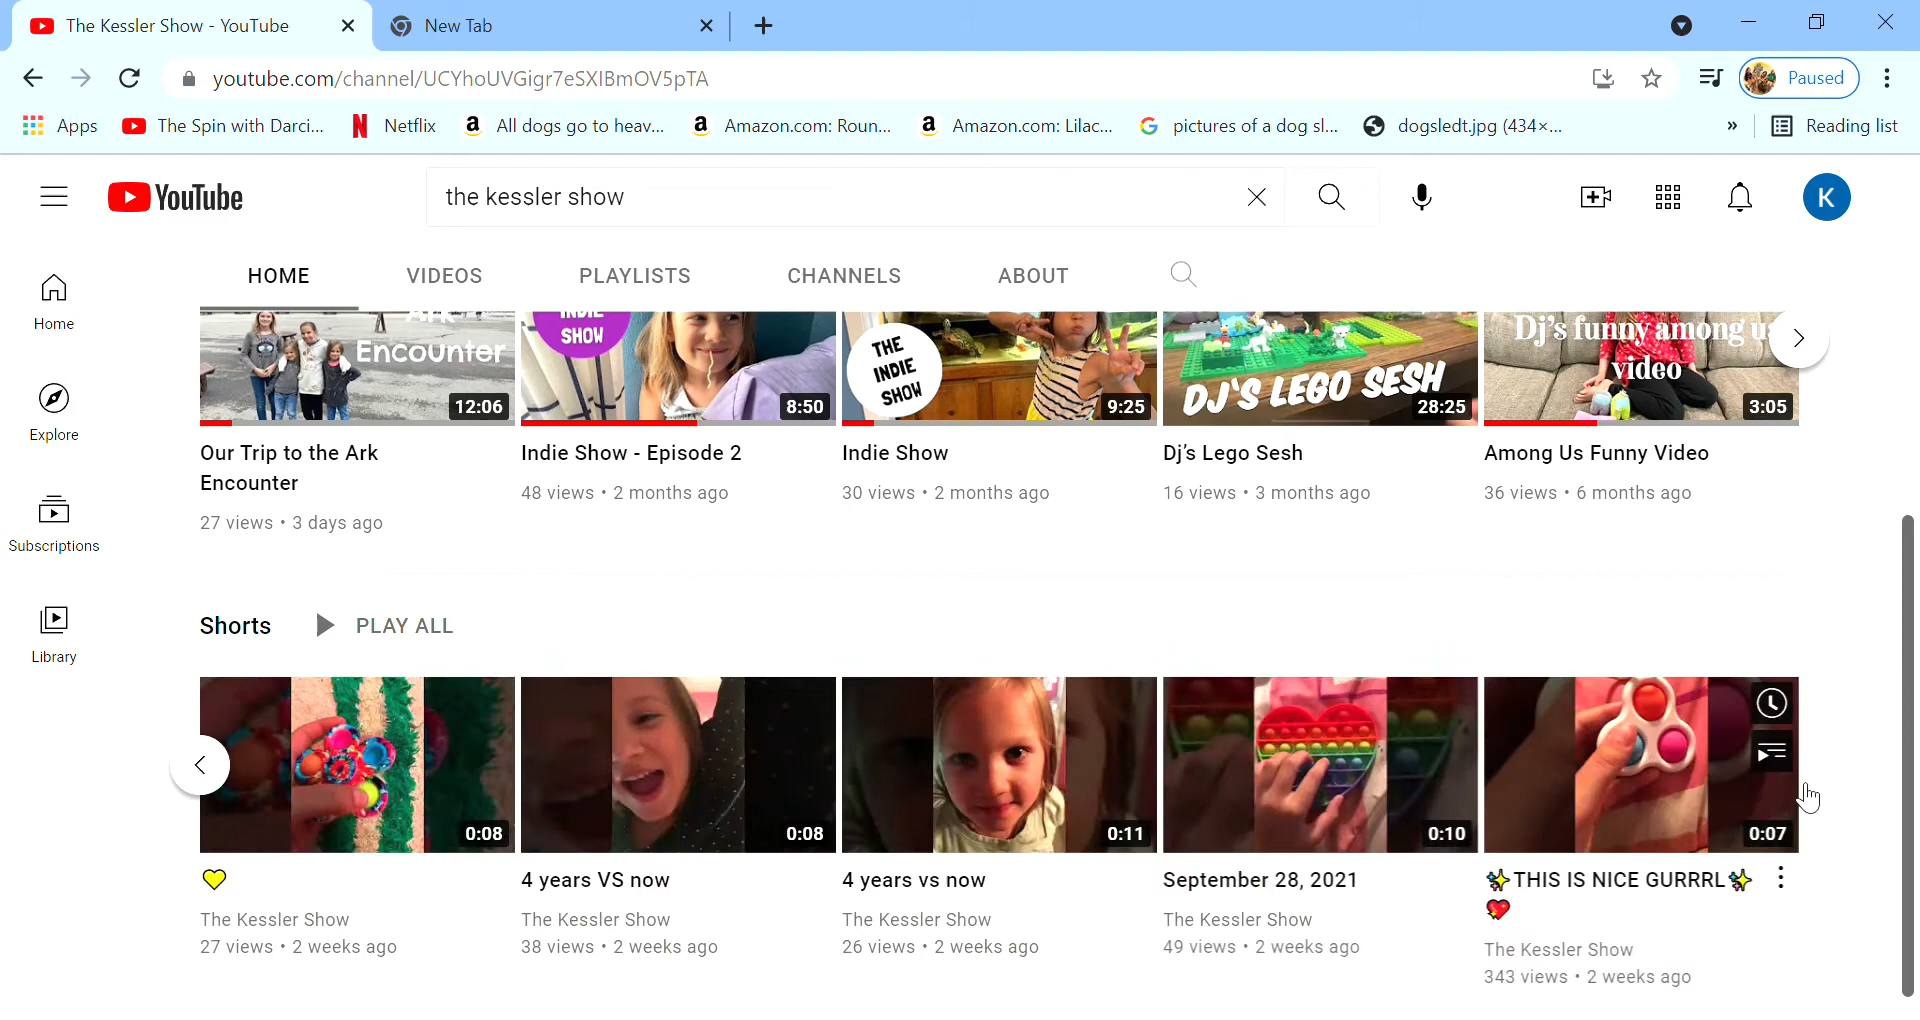 The Kessler Show - YouTube
New Tab
youtube.com/channel/UCYhoUVGigr7eSXIBmOV5pTA
Paused
Apps
The Spin with Darci...
Netflix
All dogs go to heav...
Amazon.com: Roun...
Amazon.com: Lilac...
pictures of a dog sl...
dogsledt.jpg (434×...
»
Reading list
YouTube
the kessler show
K
HOME
VIDEOS
PLAYLISTS
CHANNELS
ABOUT
Home
Explore
Subscriptions
Library
Encounter
12:06
SHOW
8:50
THE
INDIE
SHOW
9:25
DJ'S LEGO SESH
28:25
Dj's funny among us
video
3:05
Our Trip to the Ark
Encounter
27 views • 3 days ago
Indie Show - Episode 2
48 views • 2 months ago
Indie Show
30 views • 2 months ago
Dj's Lego Sesh
16 views • 3 months ago
Among Us Funny Video
36 views • 6 months ago
Shorts
PLAY ALL
0:08
💛
The Kessler Show
27 views • 2 weeks ago
0:08
4 years VS now
The Kessler Show
38 views • 2 weeks ago
0:11
4 years vs now
The Kessler Show
26 views • 2 weeks ago
0:10
September 28, 2021
The Kessler Show
49 views • 2 weeks ago
0:07
✨THIS IS NICE GURRRL✨
💖
The Kessler Show
343 views • 2 weeks ago